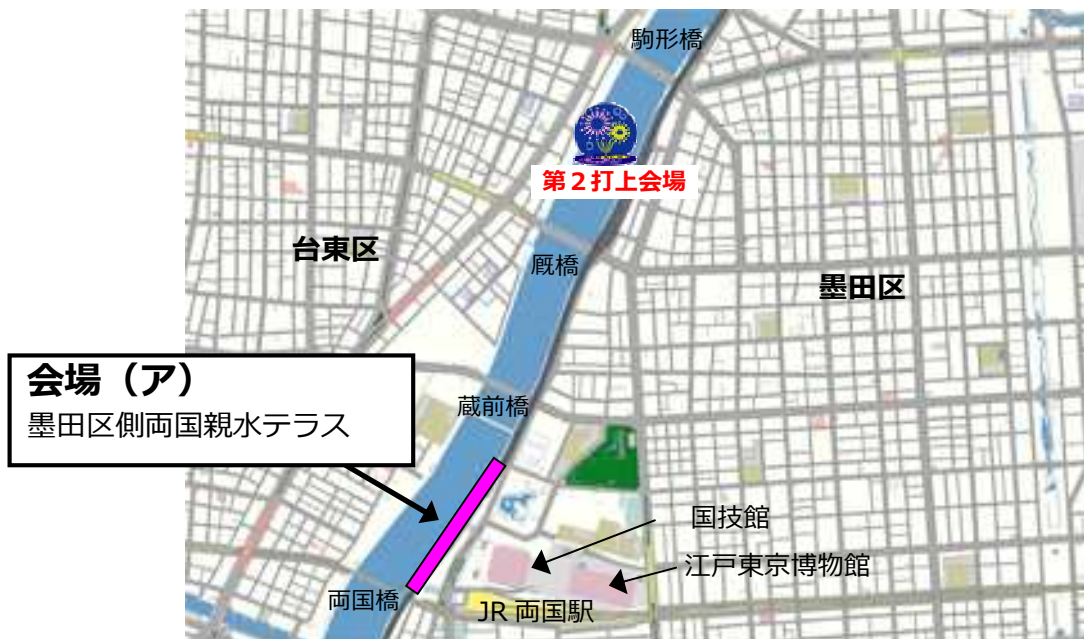 駒形橋
第2打上会場
台東区
厩橋
墨田区
会場（ア）
墨田区側両国親水テラス
蔵前橋
国技館
江戸東京博物館
両国橋
JR 両国駅